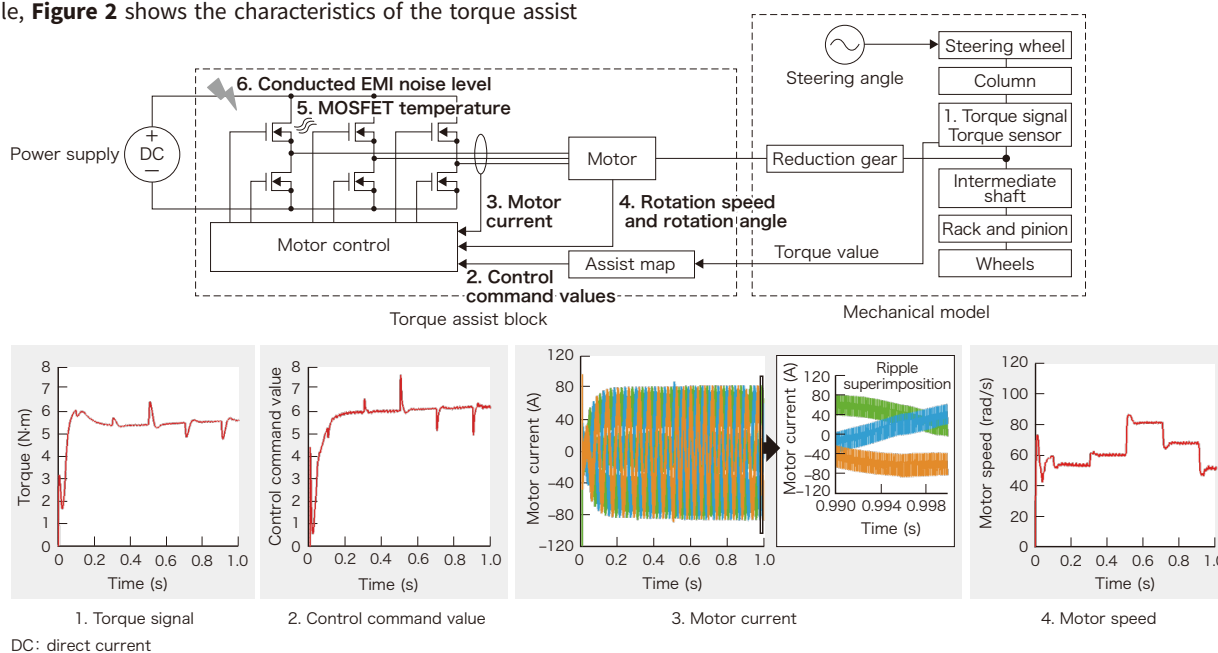 le, Figure 2 shows the characteristics of the torque assist
6. Conducted EMI noise level
5. MOSFET temperature
Power supply
+
DC
−
Motor
3. Motor
current
4. Rotation speed
and rotation angle
Motor control
Assist map
2. Control
command values
Torque assist block
Steering angle
Steering wheel
Column
1. Torque signal
Torque sensor
Reduction gear
Intermediate
shaft
Rack and pinion
Wheels
Torque value
Mechanical model
Torque (N·m)
8
7
6
5
4
3
2
1
0
0 0.2 0.4 0.6 0.8 1.0
Time (s)
1. Torque signal
Control command value
8
7
6
5
4
3
2
1
0
0 0.2 0.4 0.6 0.8 1.0
Time (s)
2. Control command value
Motor current (A)
120
80
40
0
−40
−80
−120
0 0.2 0.4 0.6 0.8 1.0
Time (s)
Motor current (A)
120
80
40
0
−40
−80
−120
Ripple
superimposition
0.990 0.994 0.998
Time (s)
3. Motor current
Motor speed (rad/s)
120
100
80
60
40
20
0
0 0.2 0.4 0.6 0.8 1.0
Time (s)
4. Motor speed
DC: direct current